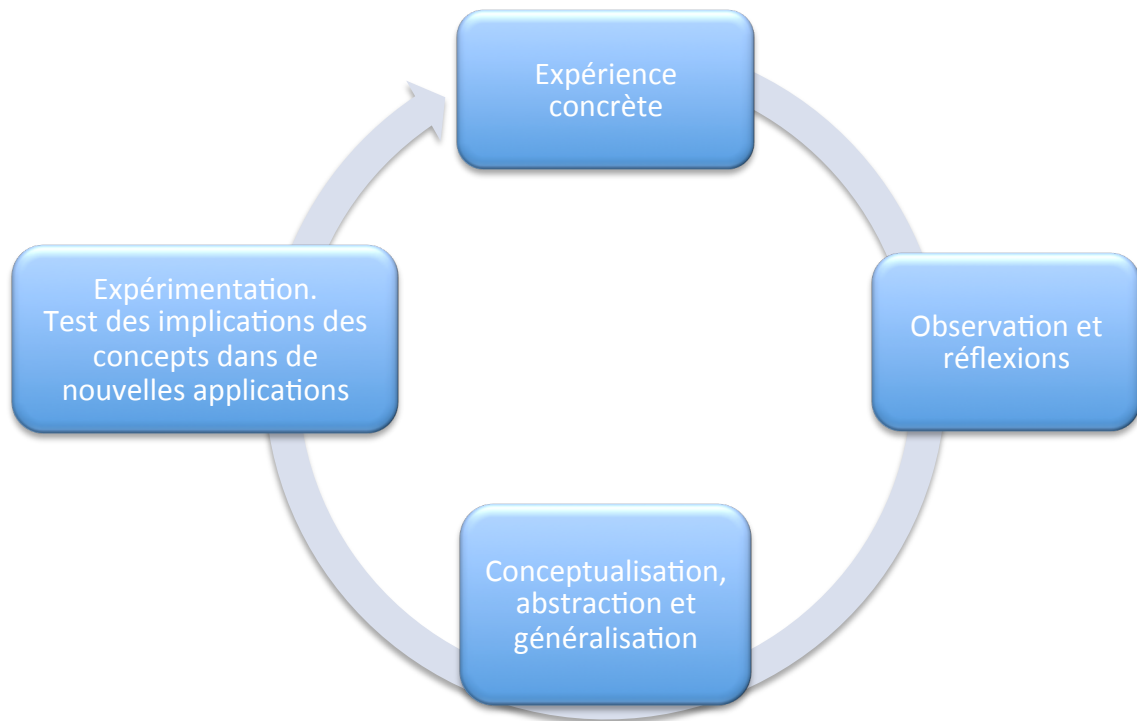 Expérience
concrète
Observation et
réflexions
Conceptualisation,
abstraction et
généralisation
Expérimentation.
Test des implications des
concepts dans de
nouvelles applications